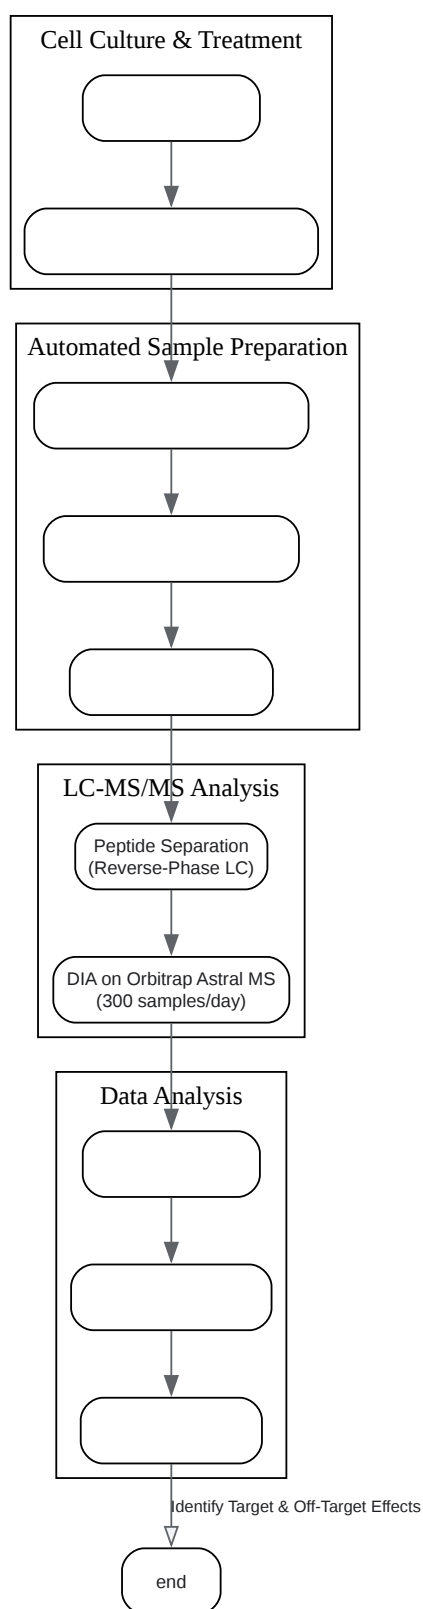 Cell Culture & Treatment
Automated Sample Preparation
LC-MS/MS Analysis
Peptide Separation
(Reverse-Phase LC)
DIA on Orbitrap Astral MS
(300 samples/day)
Data Analysis
Identify Target & Off-Target Effects
end